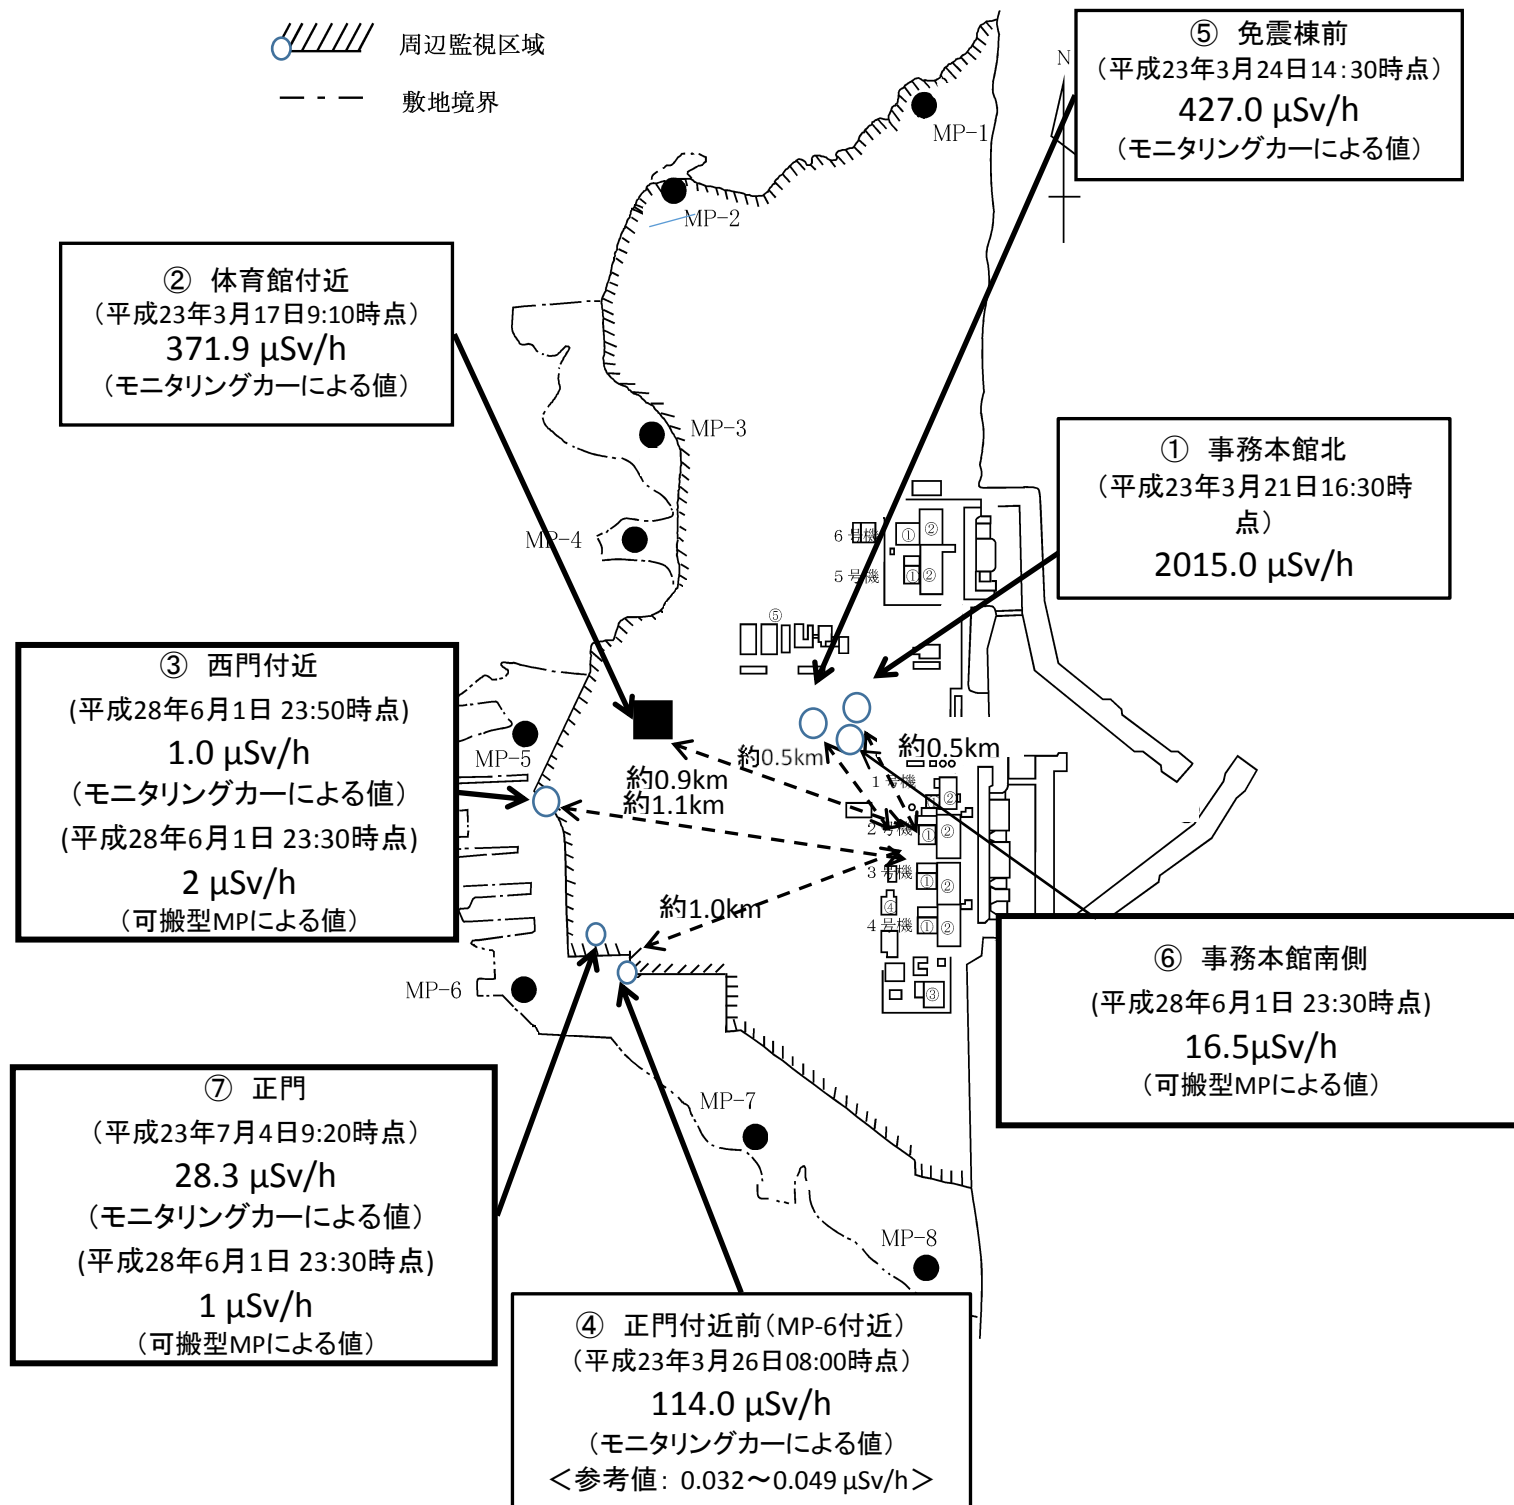 周辺監視区域
敷地境界
N
⑤ 免震棟前
(平成23年3月24日14:30時点)
427.0 μSv/h
(モニタリングカーによる値)
MP-1
MP-2
② 体育館付近
(平成23年3月17日9:10時点)
371.9 μSv/h
(モニタリングカーによる値)
MP-3
① 事務本館北
(平成23年3月21日16:30時
点)
2015.0 μSv/h
MP-4
6号機
① ②
5号機
① ②
⑤
③ 西門付近
(平成28年6月1日 23:50時点)
1.0 μSv/h
(モニタリングカーによる値)
(平成28年6月1日 23:30時点)
2 μSv/h
(可搬型MPによる値)
MP-5
約0.5km
約0.5km
約0.9km
約1.1km
1号機
① ②
2号機
① ②
3号機
① ②
④
4号機
① ②
約1.0km
③
MP-6
⑥ 事務本館南側
(平成28年6月1日 23:30時点)
16.5μSv/h
(可搬型MPによる値)
⑦ 正門
(平成23年7月4日9:20時点)
28.3 μSv/h
(モニタリングカーによる値)
(平成28年6月1日 23:30時点)
1 μSv/h
(可搬型MPによる値)
MP-7
MP-8
④ 正門付近前(MP-6付近)
(平成23年3月26日08:00時点)
114.0 μSv/h
(モニタリングカーによる値)
<参考値: 0.032~0.049 μSv/h>